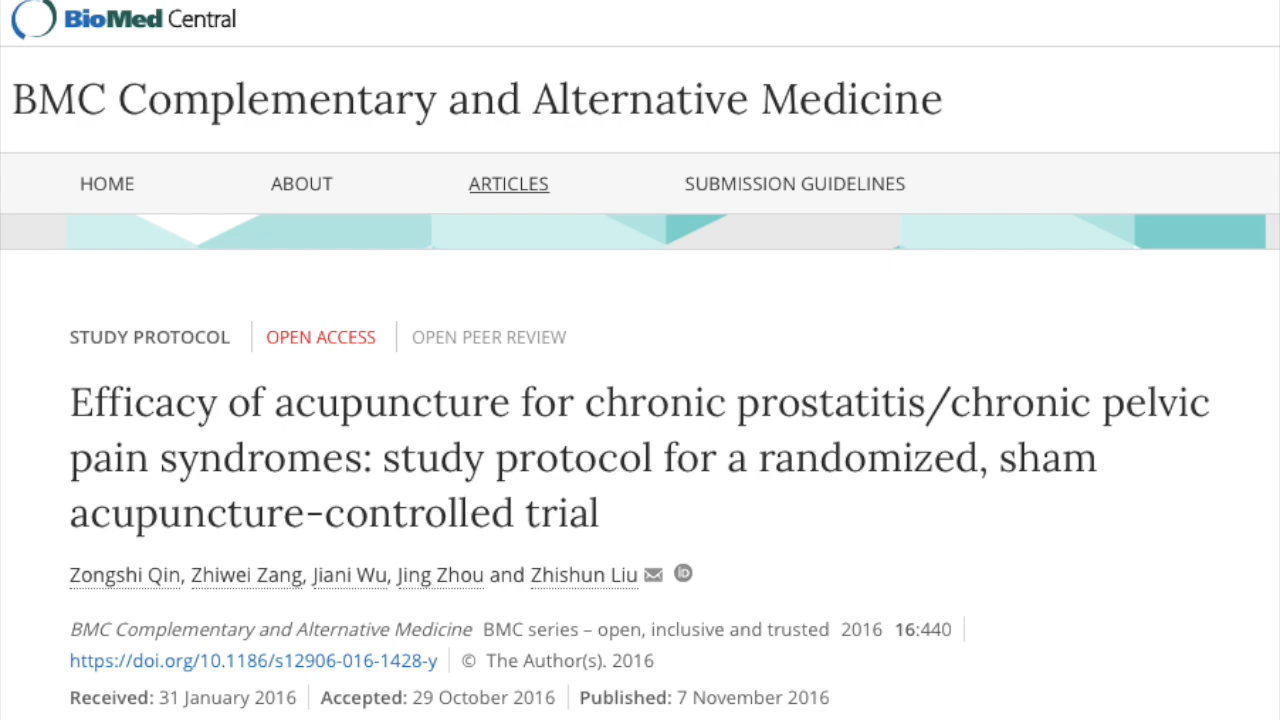 BioMed Central
BMC Complementary and Alternative Medicine
HOME ABOUT ARTICLES SUBMISSION GUIDELINES
STUDY PROTOCOL OPEN ACCESS OPEN PEER REVIEW
Efficacy of acupuncture for chronic prostatitis/chronic pelvic
pain syndromes: study protocol for a randomized, sham
acupuncture-controlled trial
Zongshi Qin, Zhiwei Zang, Jiani Wu, Jing Zhou and Zhishun Liu iD
BMC Complementary and Alternative Medicine BMC series – open, inclusive and trusted 2016 16:440
https://doi.org/10.1186/s12906-016-1428-y © The Author(s). 2016
Received: 31 January 2016 Accepted: 29 October 2016 Published: 7 November 2016